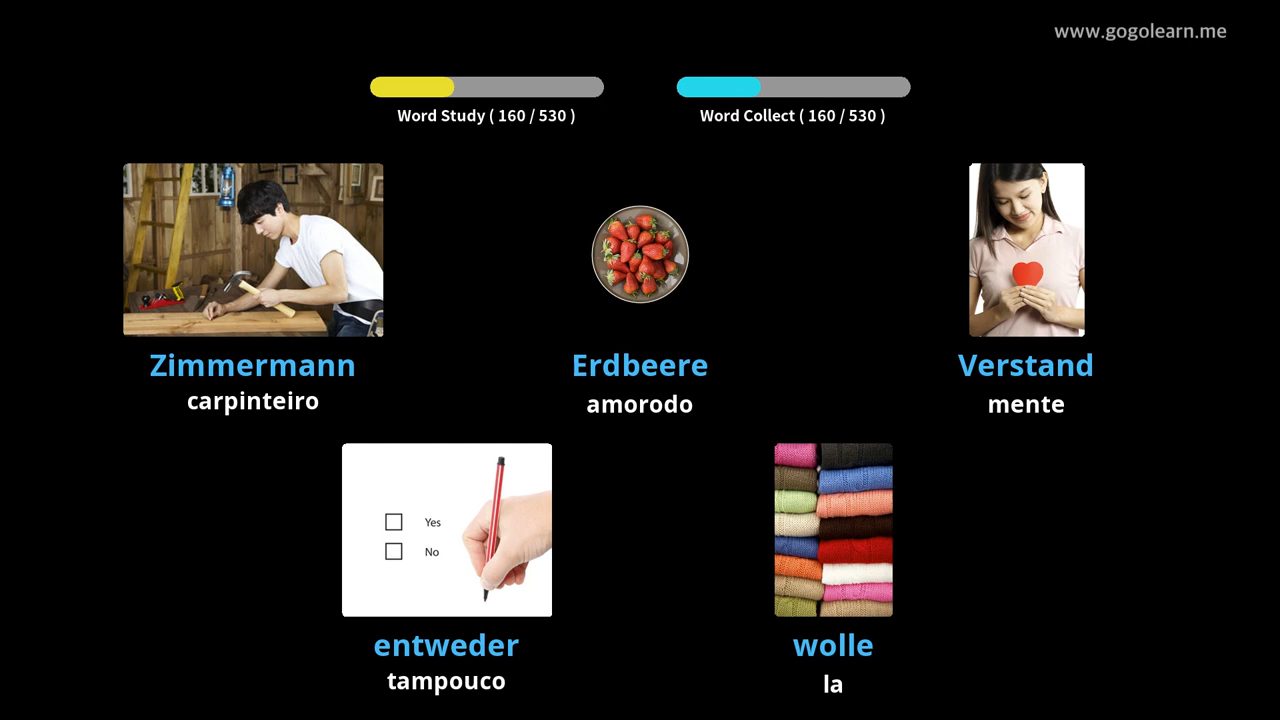 www.gogolearn.me
Word Study ( 160 / 530 )
Word Collect ( 160 / 530 )
Zimmermann
carpinteiro
Erdbeere
amorodo
Verstand
mente
Yes
No
entweder
tampouco
wolle
la